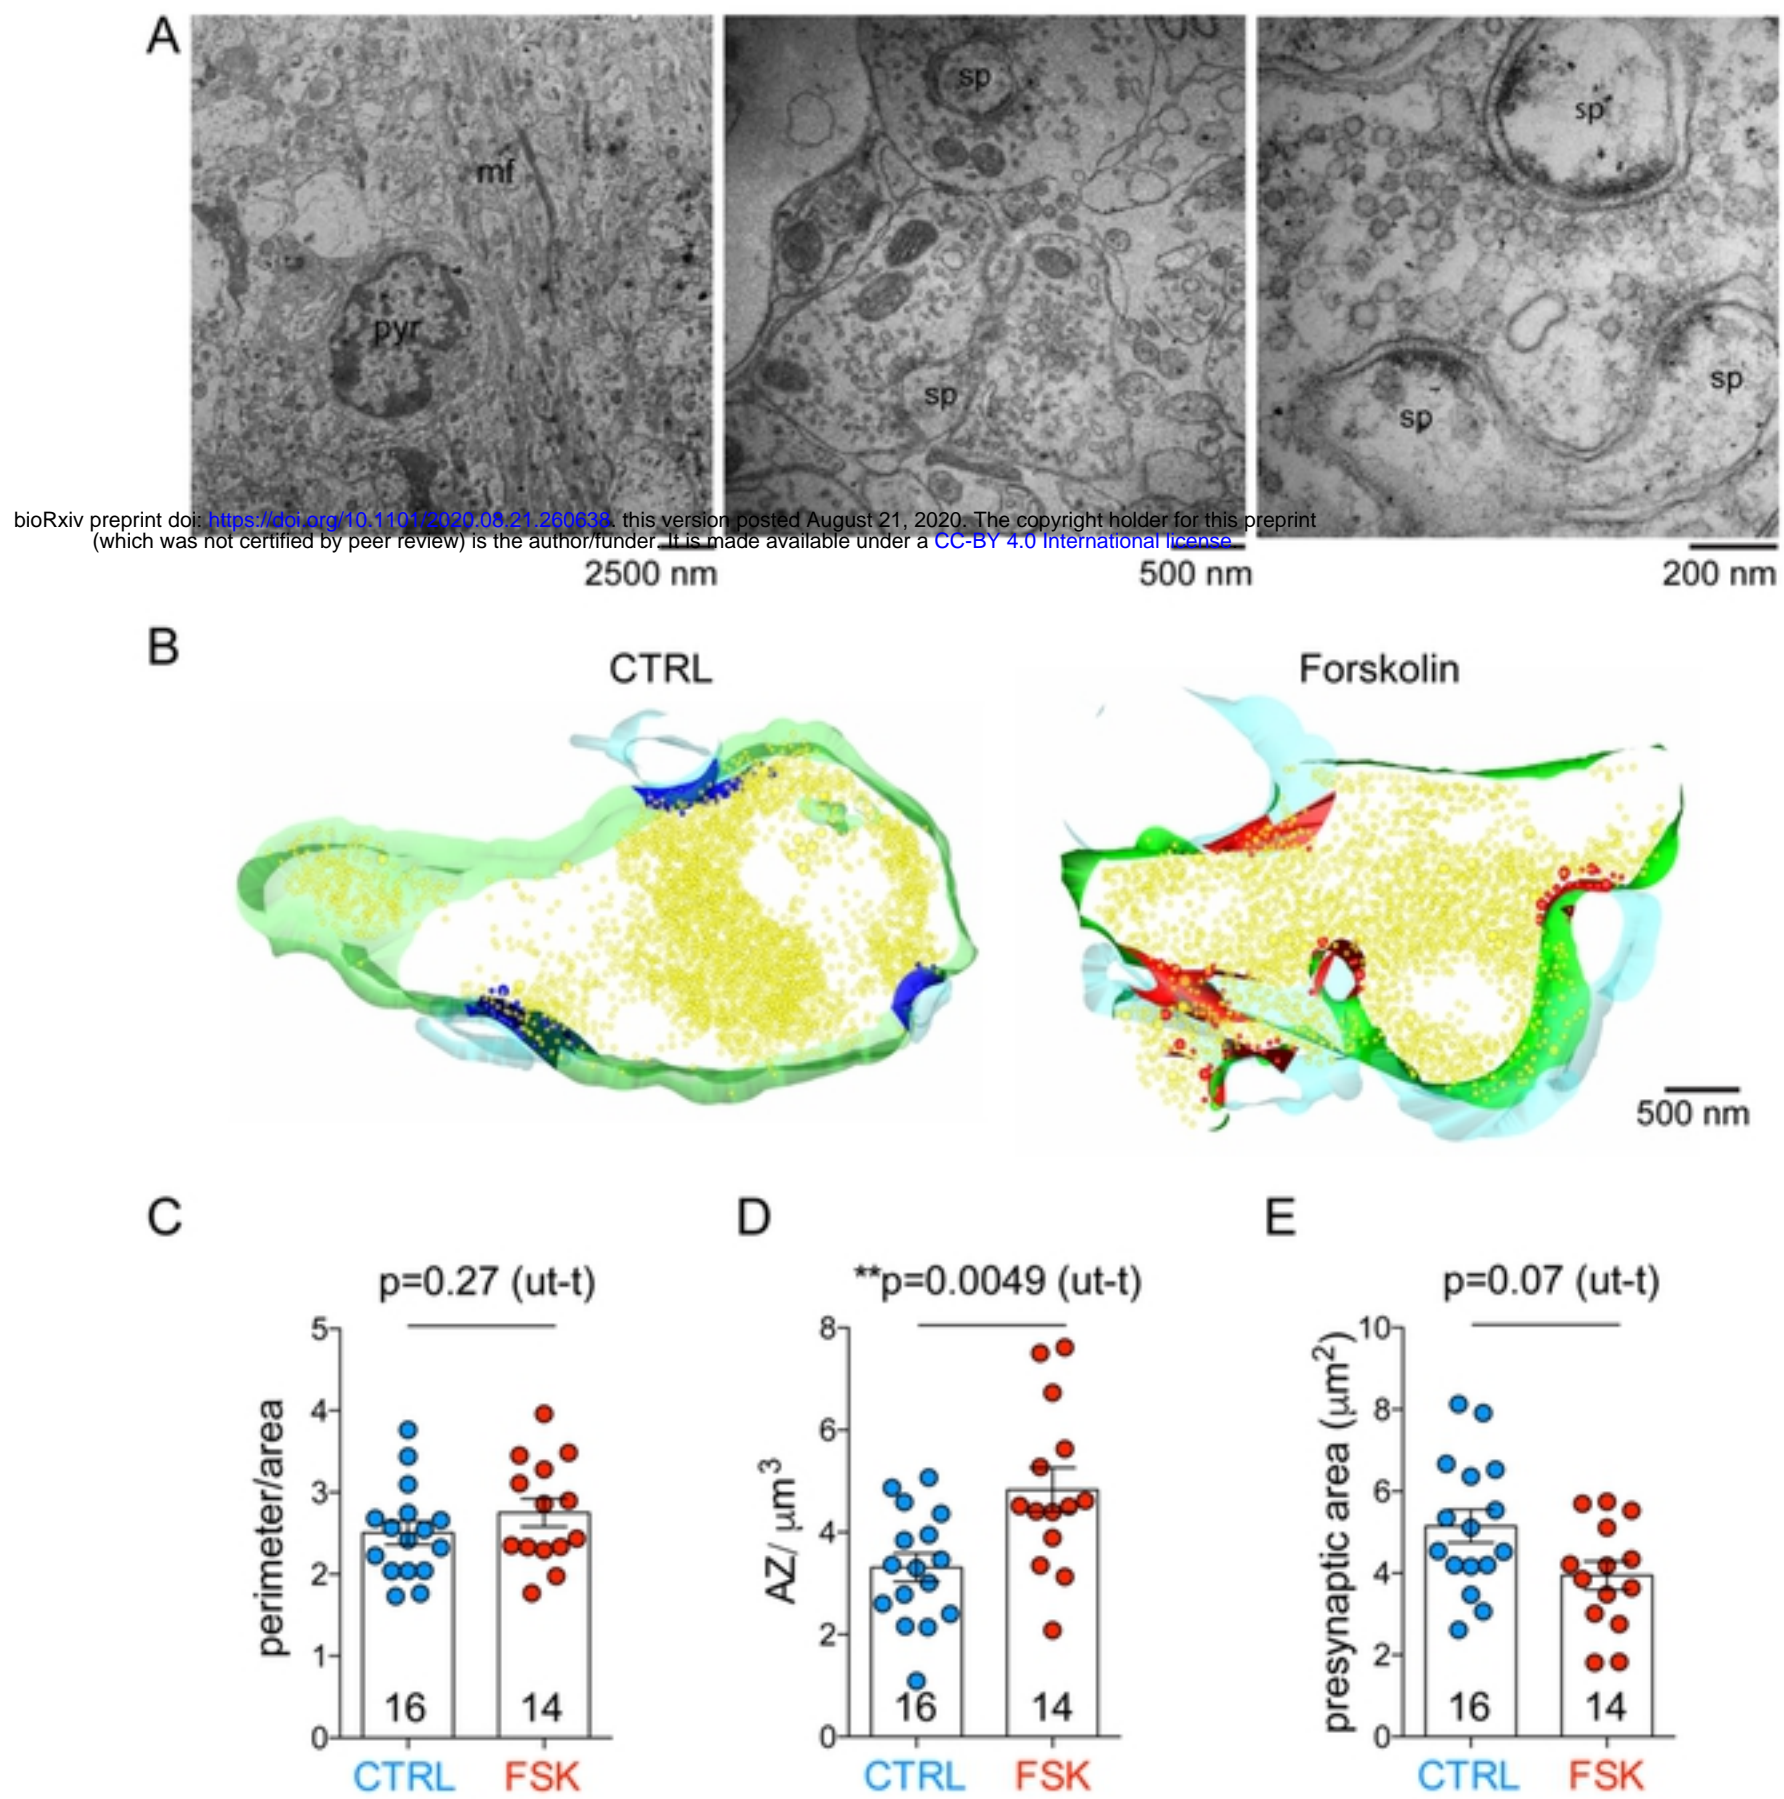 A
mf
pyr
sp
sp
sp
sp
sp
bioRxiv preprint doi: https://doi.org/10.1101/2020.08.21.260638. this version posted August 21, 2020. The copyright holder for this preprint
(which was not certified by peer review) is the author/funder. It is made available under a CC-BY 4.0 International license
2500 nm
500 nm
200 nm
B
CTRL
Forskolin
500 nm
C
p=0.27 (ut-t)
perimeter/area
5
4
3
2
1
0
16
14
CTRL
FSK
D
**p=0.0049 (ut-t)
AZ/ µm³
8
6
4
2
0
16
14
CTRL
FSK
E
p=0.07 (ut-t)
presynaptic area (µm²)
10
8
6
4
2
0
16
14
CTRL
FSK